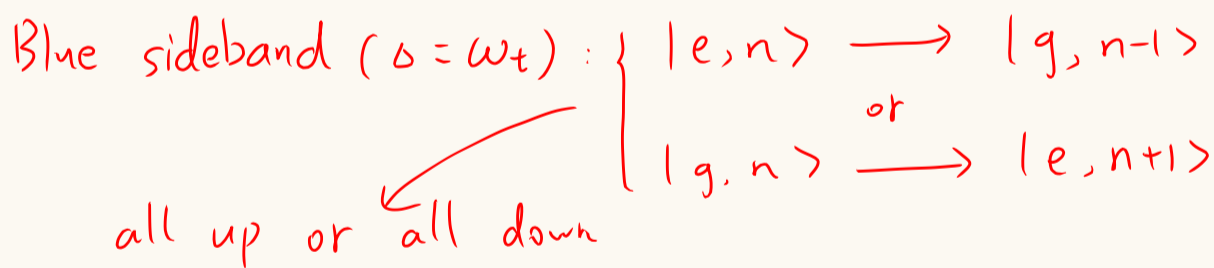 Blue sideband (Δ = ωt) : { |e, n> ⟶ |g, n-1>
or
|g, n> ⟶ |e, n+1>
all up or all down